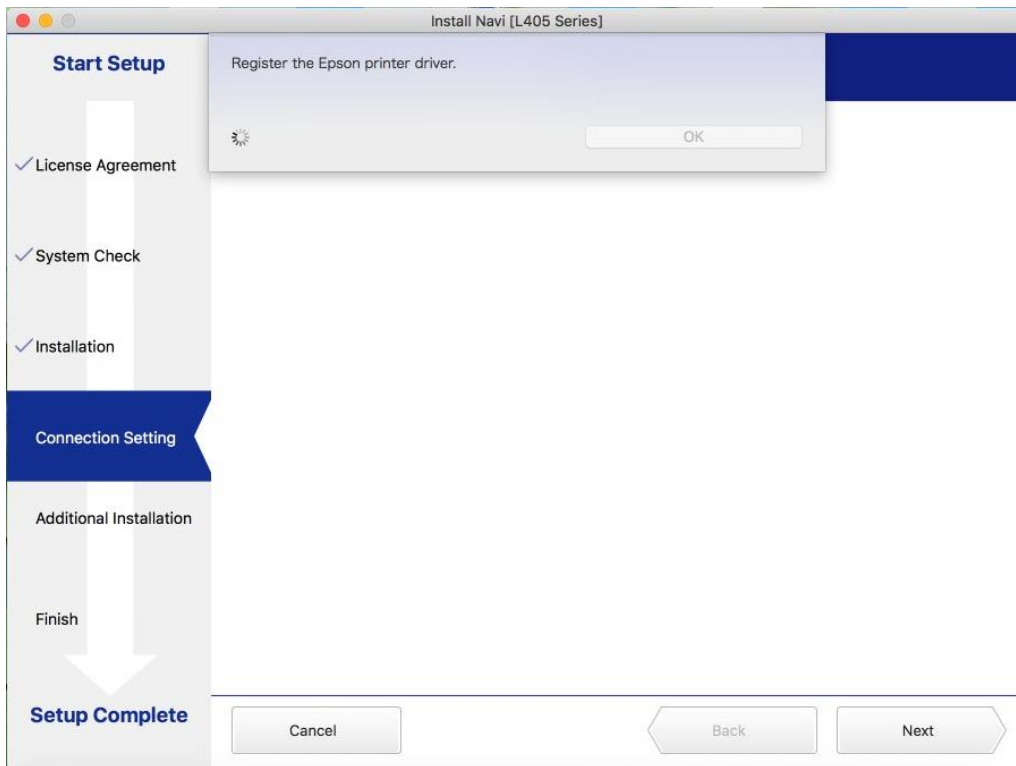 Install Navi [L405 Series]
Start Setup
Register the Epson printer driver.
OK
License Agreement
System Check
Installation
Connection Setting
Additional Installation
Finish
Setup Complete
Cancel
Back
Next